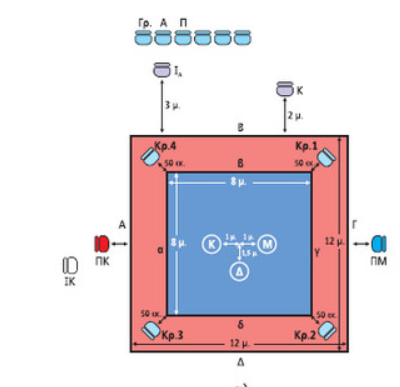 Γρ. Α Π
Ι Α
Κ
3 μ.
2 μ.
Β
Κρ.4
Κρ.1
50 εκ.
50 εκ.
β
8 μ.
Α
Γ
α
8 μ.
Κ
1 μ.
1 μ.
Μ
γ
12 μ.
1,5 μ
Δ
ΠΚ
ΠΜ
ΙΚ
50 εκ.
50 εκ.
δ
Κρ.3
Κρ.2
12 μ.
Δ